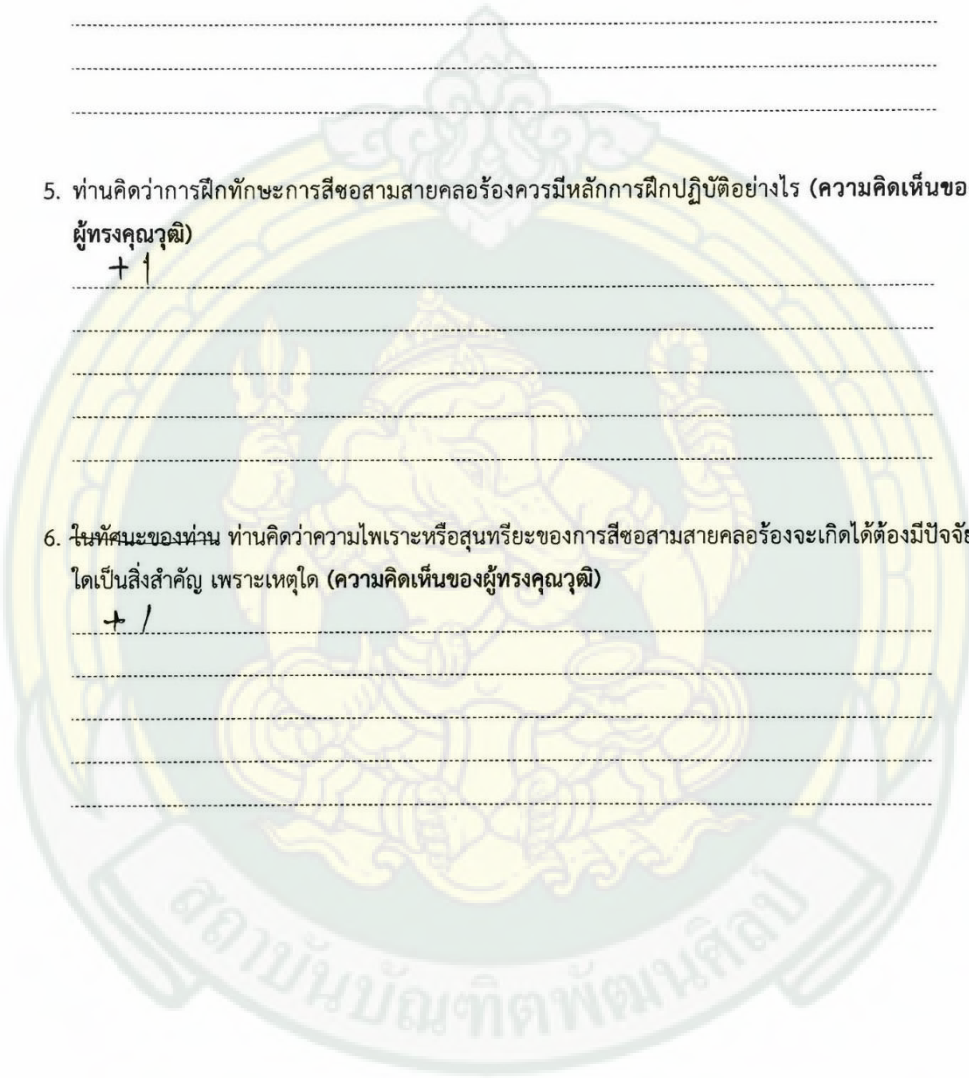 5. ท่านคิดว่าการฝึกทักษะการสีซอสามสายคลอร้องควรมีหลักการฝึกปฏิบัติอย่างไร (ความคิดเห็นขอ
ผู้ทรงคุณวุฒิ)
+ 1
6. ในทัศนะของท่าน ท่านคิดว่าความไพเราะหรือสุนทรียะของการสีซอสามสายคลอร้องจะเกิดได้ต้องมีปัจจัย
ใดเป็นสิ่งสำคัญ เพราะเหตุใด (ความคิดเห็นของผู้ทรงคุณวุฒิ)
+ 1
สถาบันบัณฑิตพัฒนศิลป์